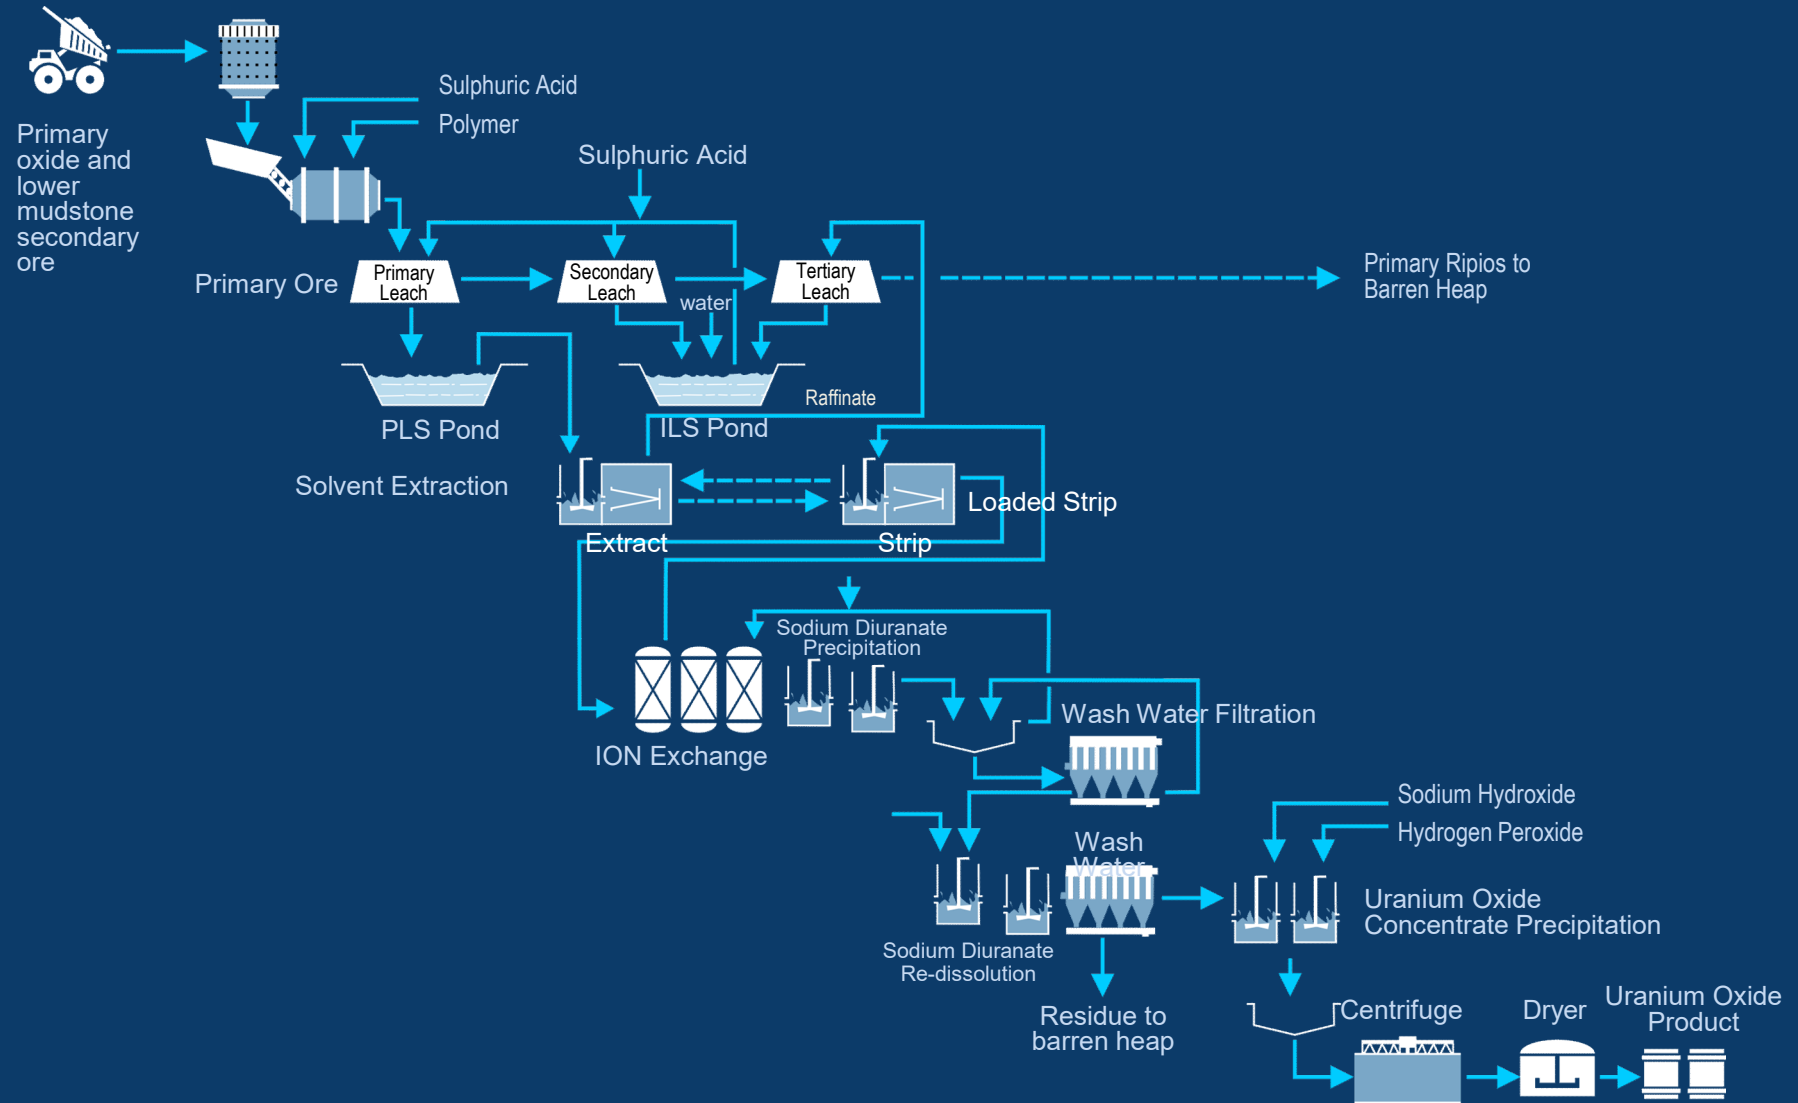 Sulphuric Acid
Polymer
Primary
oxide and
lower
mudstone
secondary
ore
Sulphuric Acid
Primary Ore
Primary
Leach
Secondary
Leach
Tertiary
Leach
water
Primary Ripios to
Barren Heap
Raffinate
PLS Pond
ILS Pond
Solvent Extraction
Loaded Strip
Extract
Strip
Sodium Diuranate
Precipitation
Wash Water Filtration
ION Exchange
Sodium Hydroxide
Hydrogen Peroxide
Wash
Water
Uranium Oxide
Concentrate Precipitation
Sodium Diuranate
Re-dissolution
Residue to
barren heap
Centrifuge
Dryer
Uranium Oxide
Product